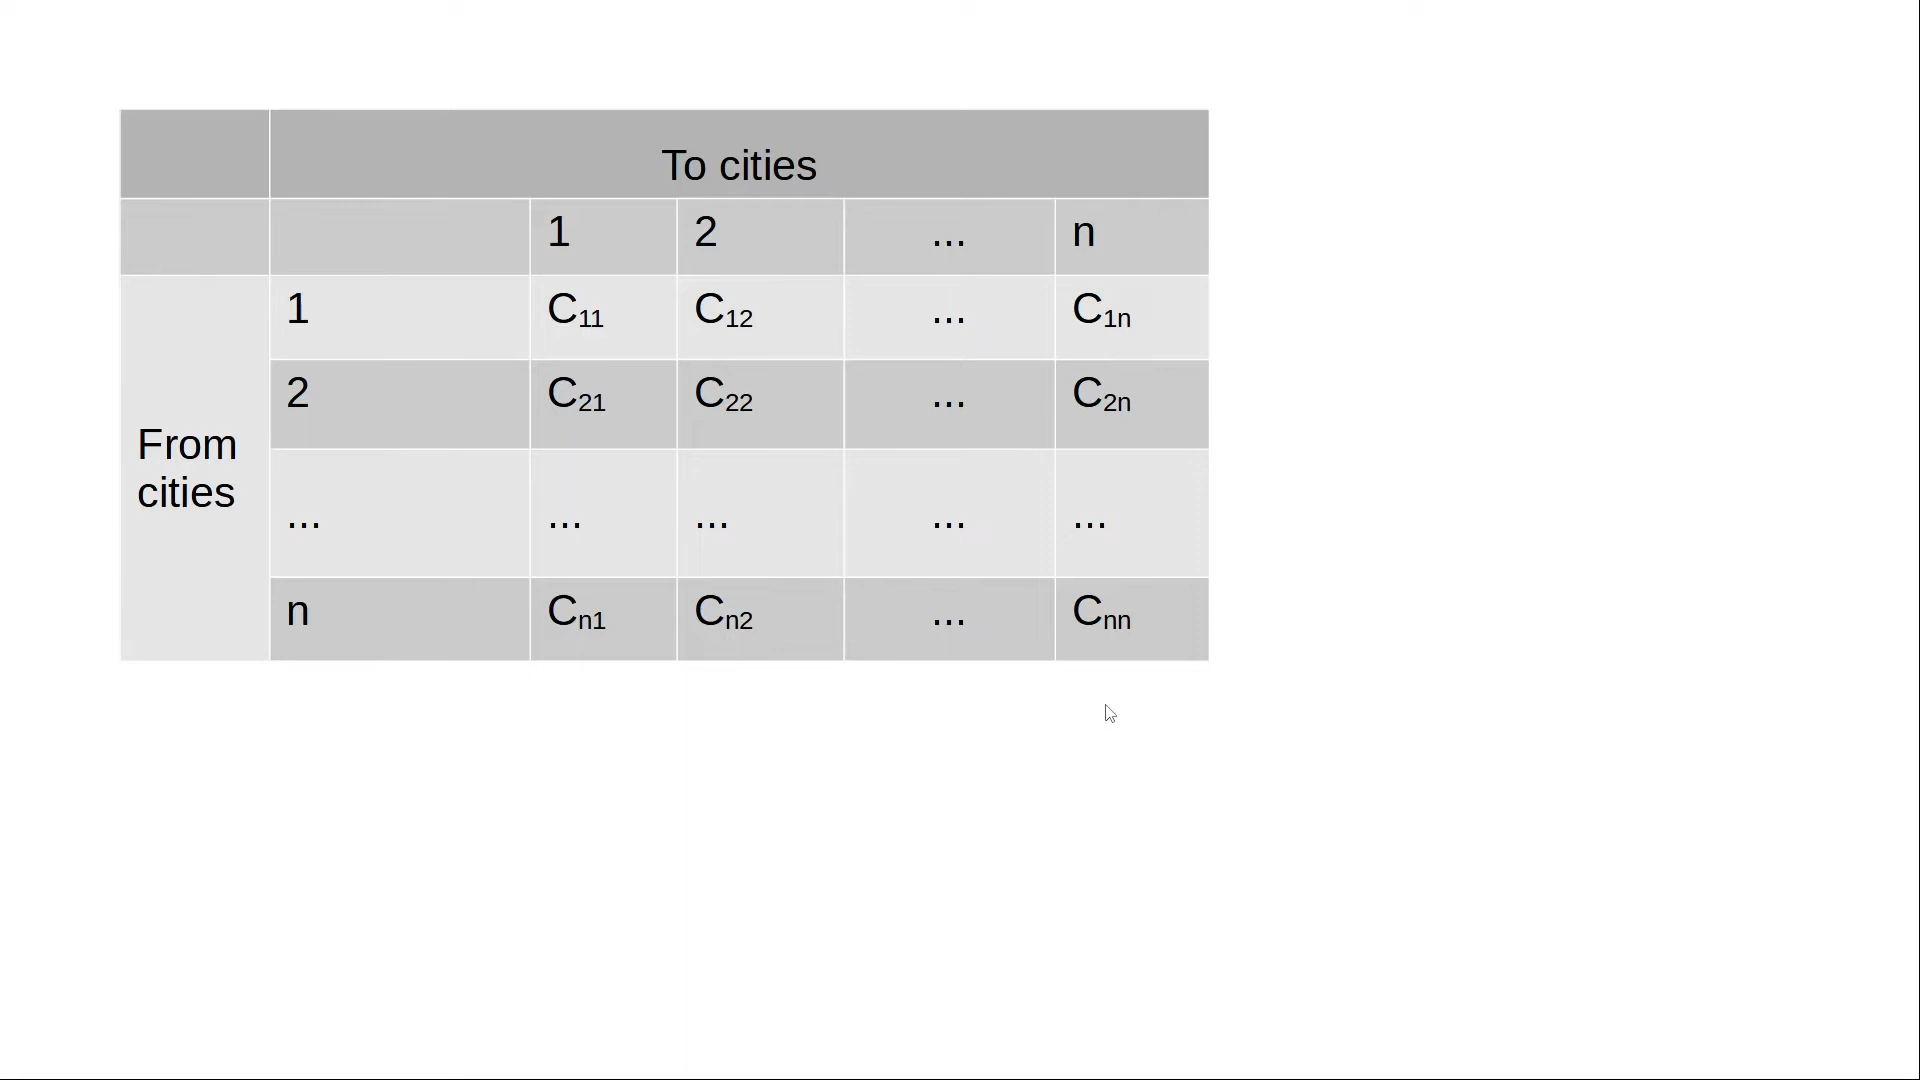 To cities
1 2 ... n
1 C₁₁ C₁₂ ... C₁ₙ
2 C₂₁ C₂₂ ... C₂ₙ
From
cities
... ... ... ... ...
n Cₙ₁ Cₙ₂ ... Cₙₙ